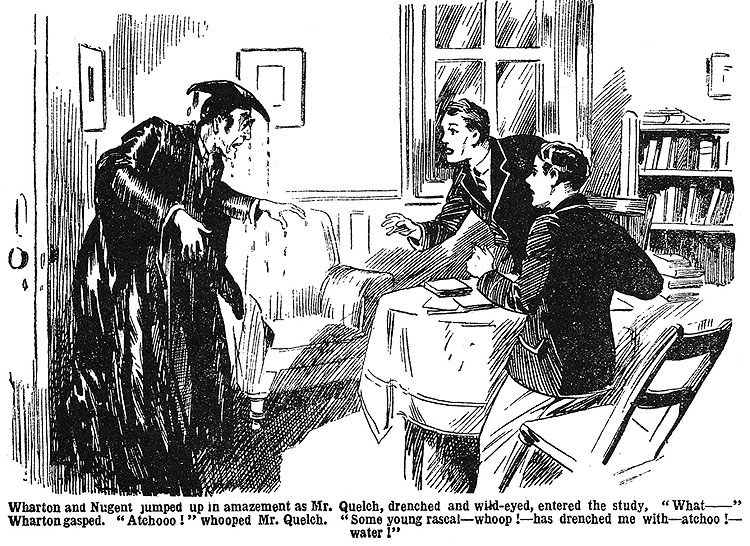 Wharton and Nugent jumped up in amazement as Mr. Quelch, drenched and wild-eyed, entered the study, "What——"
Wharton gasped. "Atchooo!" whooped Mr. Quelch. "Some young rascal—whoop!—has drenched me with—atchoo!—
water!"